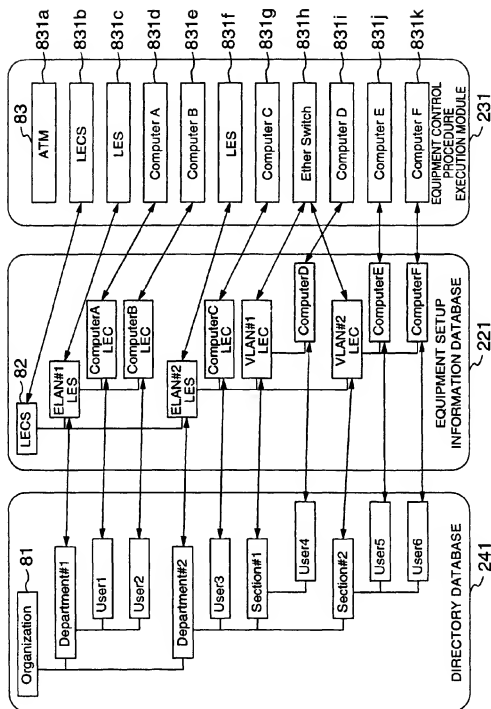 83
ATM
831a
LECS
831b
LES
831c
Computer A
831d
Computer B
831e
LES
831f
Computer C
831g
Ether Switch
831h
Computer D
831i
Computer E
831j
Computer F
831k
EQUIPMENT CONTROL
PROCEDURE
EXECUTION MODULE
231
82
LECS
ELAN#1
LES
ComputerA
LEC
ComputerB
LEC
ELAN#2
LES
ComputerC
LEC
VLAN#1
LEC
ComputerD
VLAN#2
LEC
ComputerE
ComputerF
EQUIPMENT SETUP
INFORMATION DATABASE
221
81
Organization
Department#1
User1
User2
Department#2
User3
Section#1
User4
Section#2
User5
User6
DIRECTORY DATABASE
241